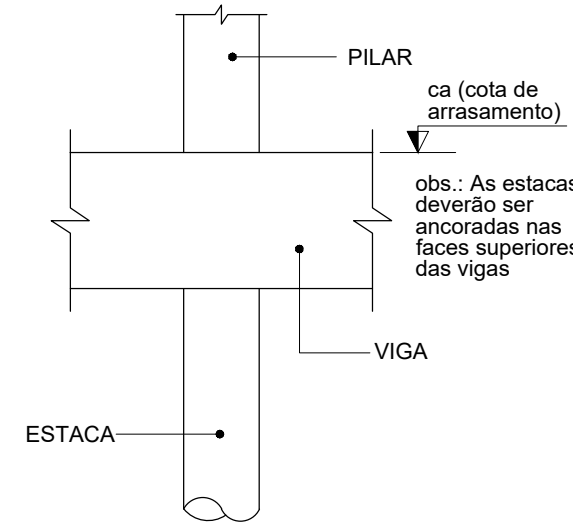 PILAR
ca (cota de
arrasamento)
obs.: As estacas
deverão ser
ancoradas nas
faces superiores
das vigas
VIGA
ESTACA